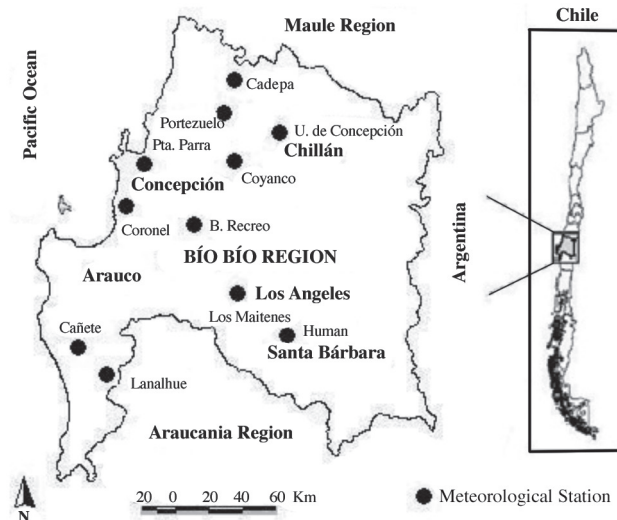 Chile
Maule Region
Pacific Ocean
Cadepa
Portezuelo
U. de Concepción
Pta. Parra
Chillán
Concepción
Coyanco
Coronel
B. Recreo
Argentina
BÍO BÍO REGION
Arauco
Los Angeles
Los Maitenes
Cañete
Human
Santa Bárbara
Lanalhue
Araucania Region
N
20 0 20 40 60 Km
Meteorological Station